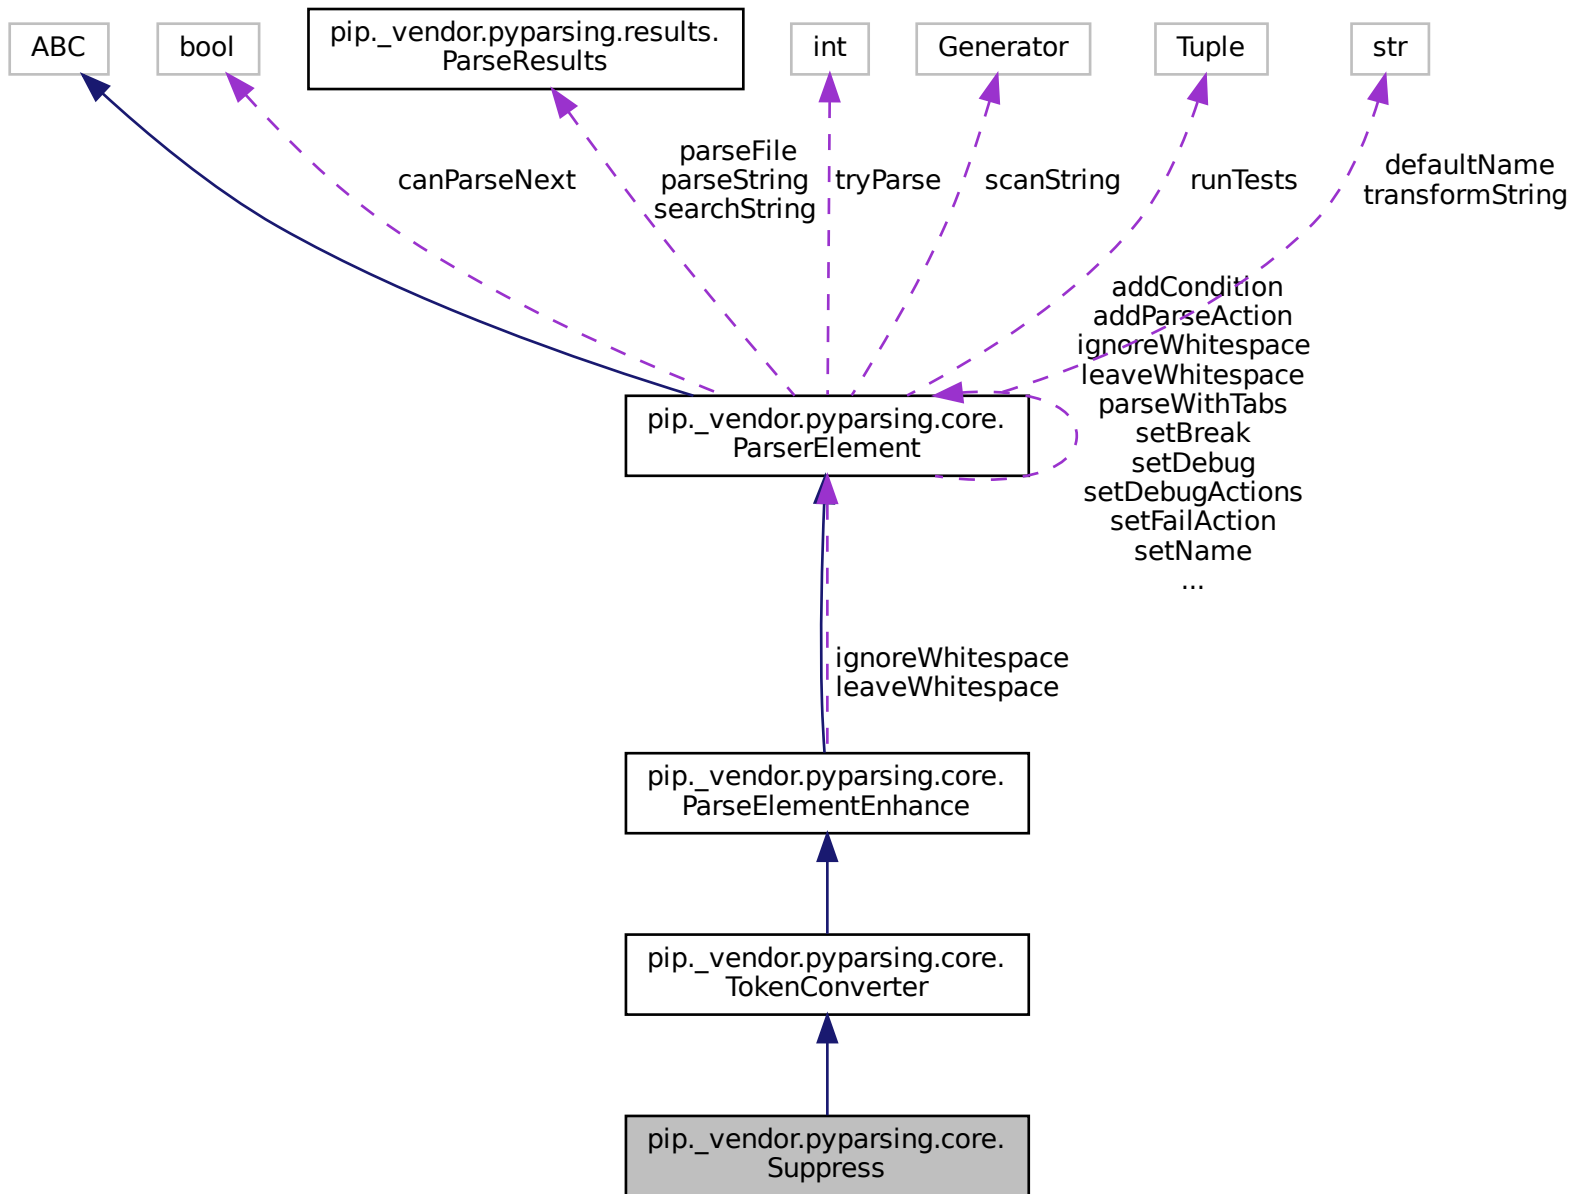 ABC
bool
pip._vendor.pyparsing.results.
ParseResults
int
Generator
Tuple
str
canParseNext
parseFile
parseString
searchString
tryParse
scanString
runTests
defaultName
transformString
addCondition
addParseAction
ignoreWhitespace
leaveWhitespace
parseWithTabs
setBreak
setDebug
setDebugActions
setFailAction
setName
...
pip._vendor.pyparsing.core.
ParserElement
ignoreWhitespace
leaveWhitespace
pip._vendor.pyparsing.core.
ParseElementEnhance
pip._vendor.pyparsing.core.
TokenConverter
pip._vendor.pyparsing.core.
Suppress